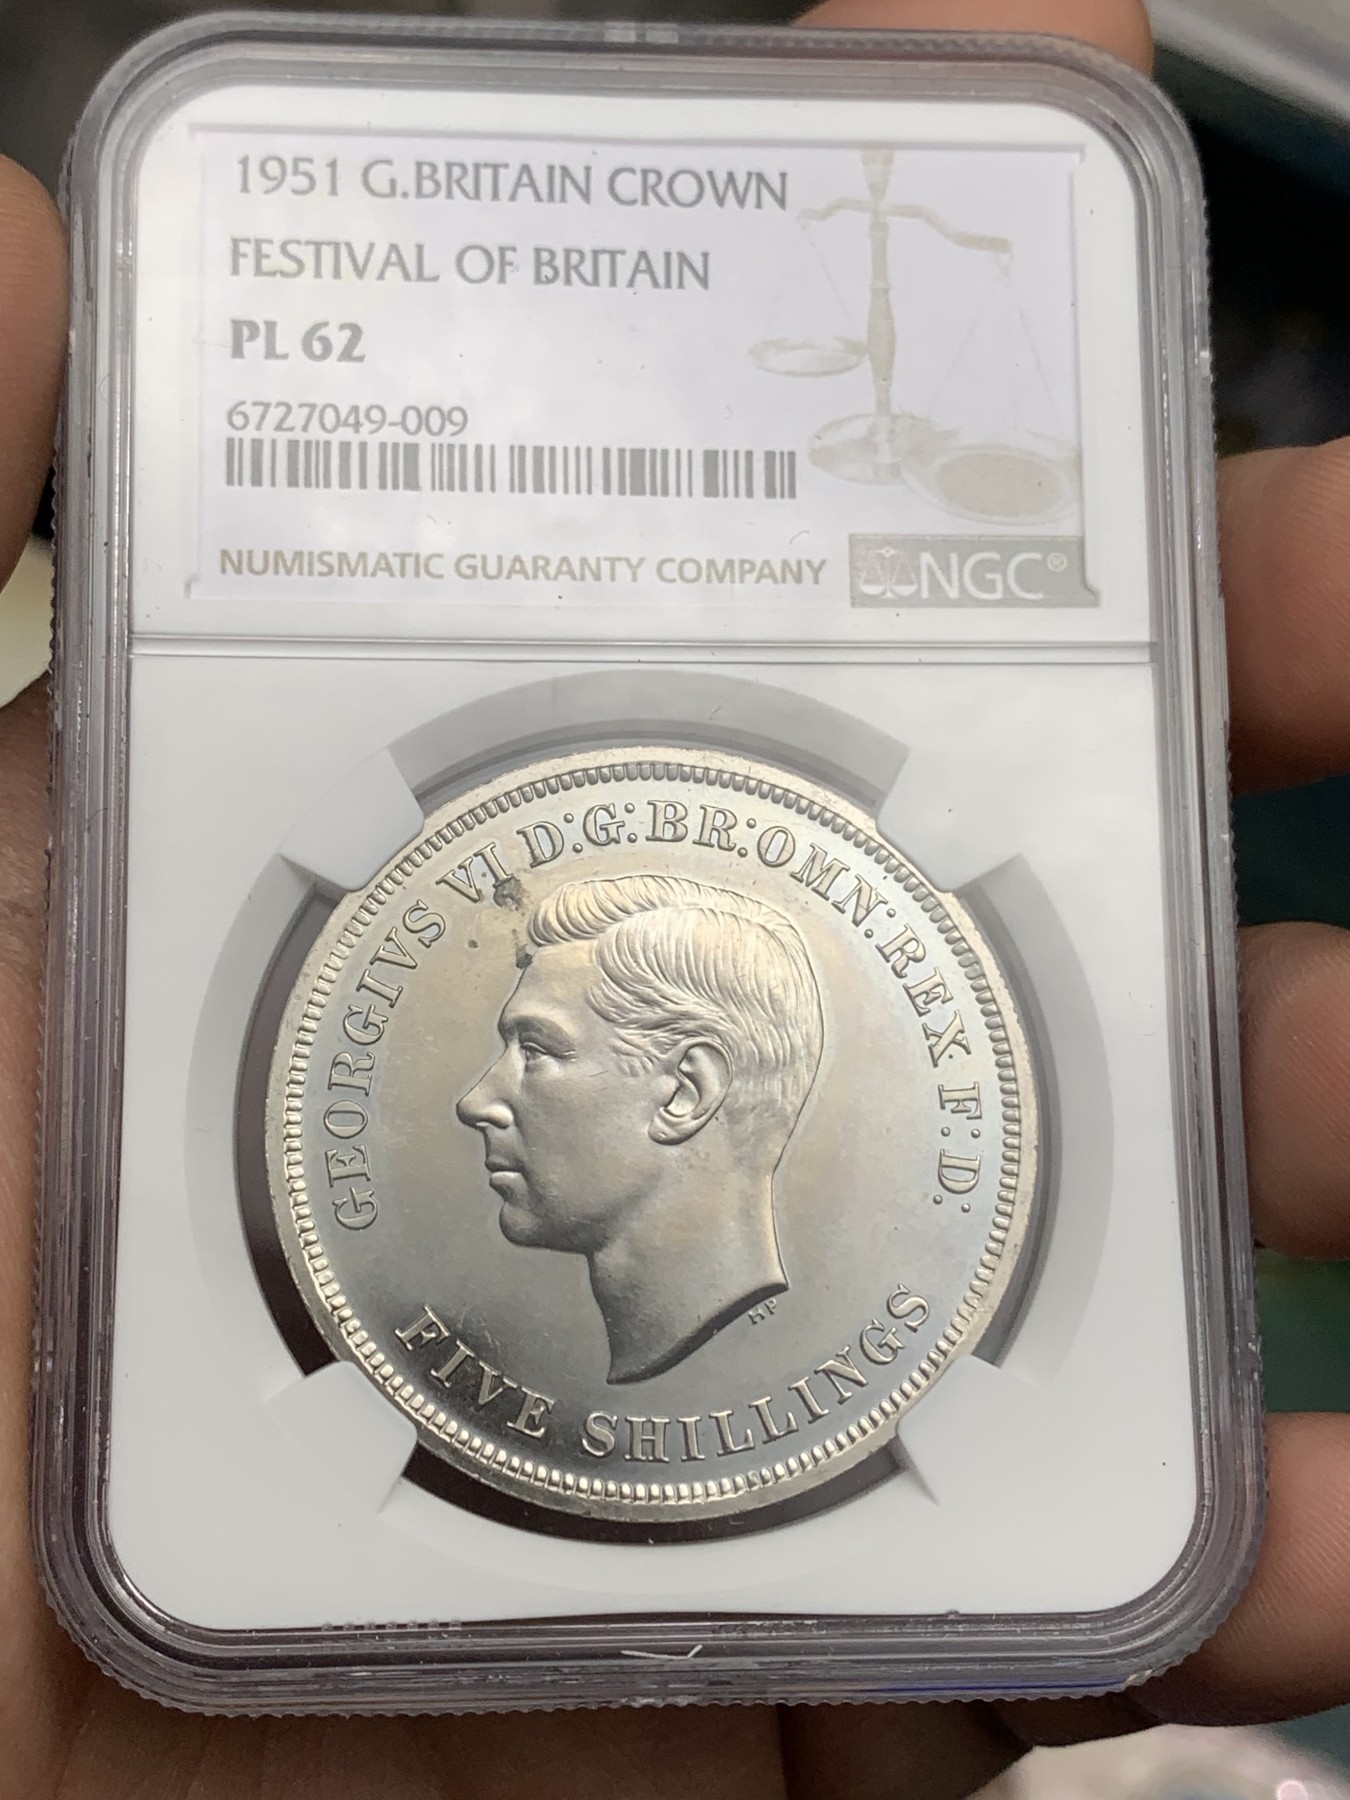 1951 G.BRITAIN CROWN
FESTIVAL OF BRITAIN
PL 62
6727049-009
NUMISMATIC GUARANTY COMPANY
NGC®
GEORGIVS VI D:G:BR:OMN:REX F:D:
HP
FIVE SHILLINGS